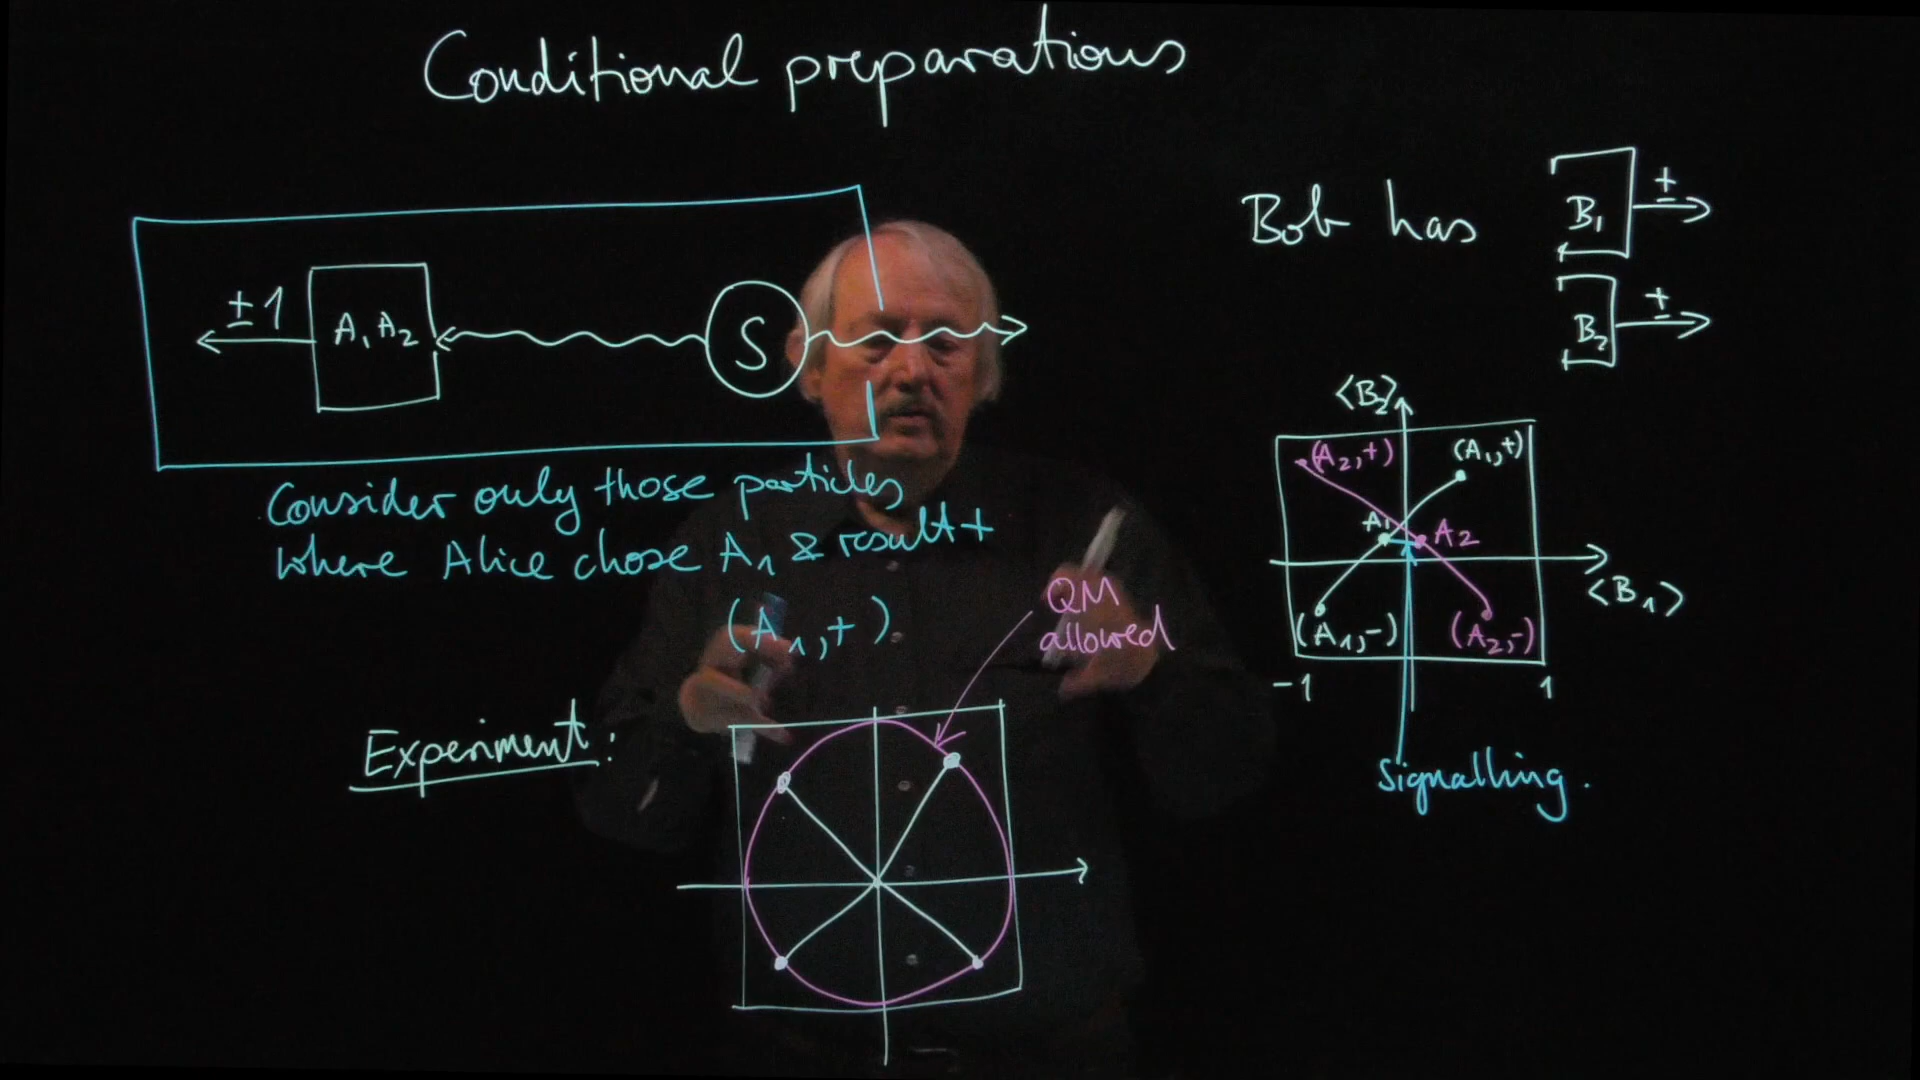 Conditional preparations
Bob has
B₁ ±
B₂ ±
±1
A₁ A₂
S
Consider only those particles
where Alice chose A₁ & result +
(A₁,+)
Experiment:
QM
allowed
⟨B₂⟩
(A₂,+) (A₁,+)
A₁ A₂
⟨B₁⟩
(A₁,-) (A₂,-)
-1 1
signalling.